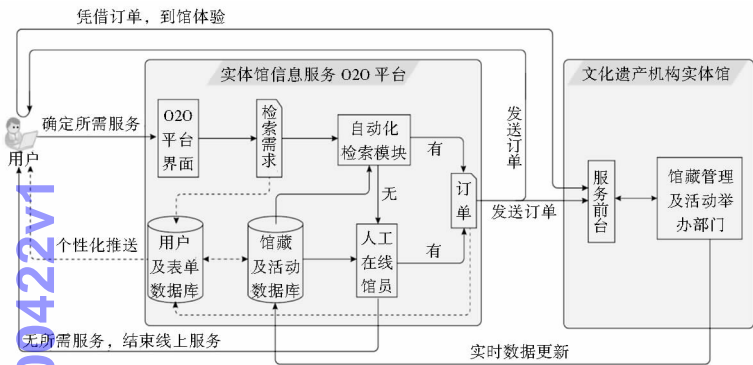 凭借订单，到馆体验
实体馆信息服务 O2O 平台
文化遗产机构实体馆
确定所需服务
用户
O2O
平台
界面
检索需求
自动化
检索模块
有
无
订单
发送订单
发送订单
服务前台
馆藏管理
及活动举
办部门
个性化推送
用户
及表单
数据库
馆藏
及活动
数据库
人工
在线
馆员
有
无所需服务，结束线上服务
实时数据更新
00422v1